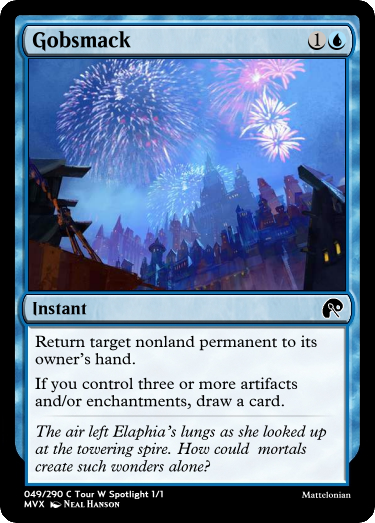 Gobsmack 1
Instant
Return target nonland permanent to its
owner's hand.
If you control three or more artifacts
and/or enchantments, draw a card.
The air left Elaphia's lungs as she looked up
at the towering spire. How could  mortals
create such wonders alone?
049/290 C Tour W Spotlight 1/1
MVX Neal Hanson
Mattelonian